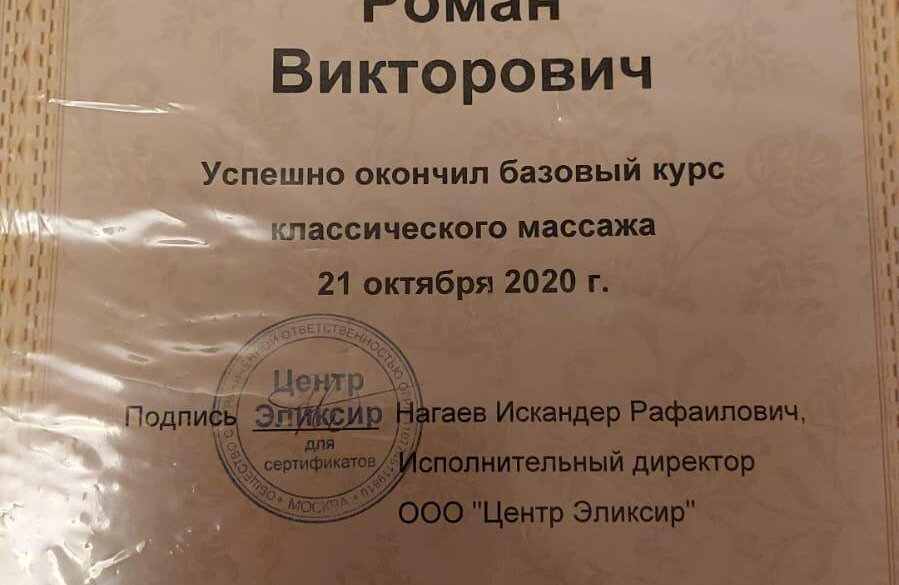 Роман
Викторович
Успешно окончил базовый курс
классического массажа
21 октября 2020 г.
Подпись
Центр
Эликсир
для
сертификатов
МОСКВА
Нагаев Искандер Рафаилович,
Исполнительный директор
ООО "Центр Эликсир"